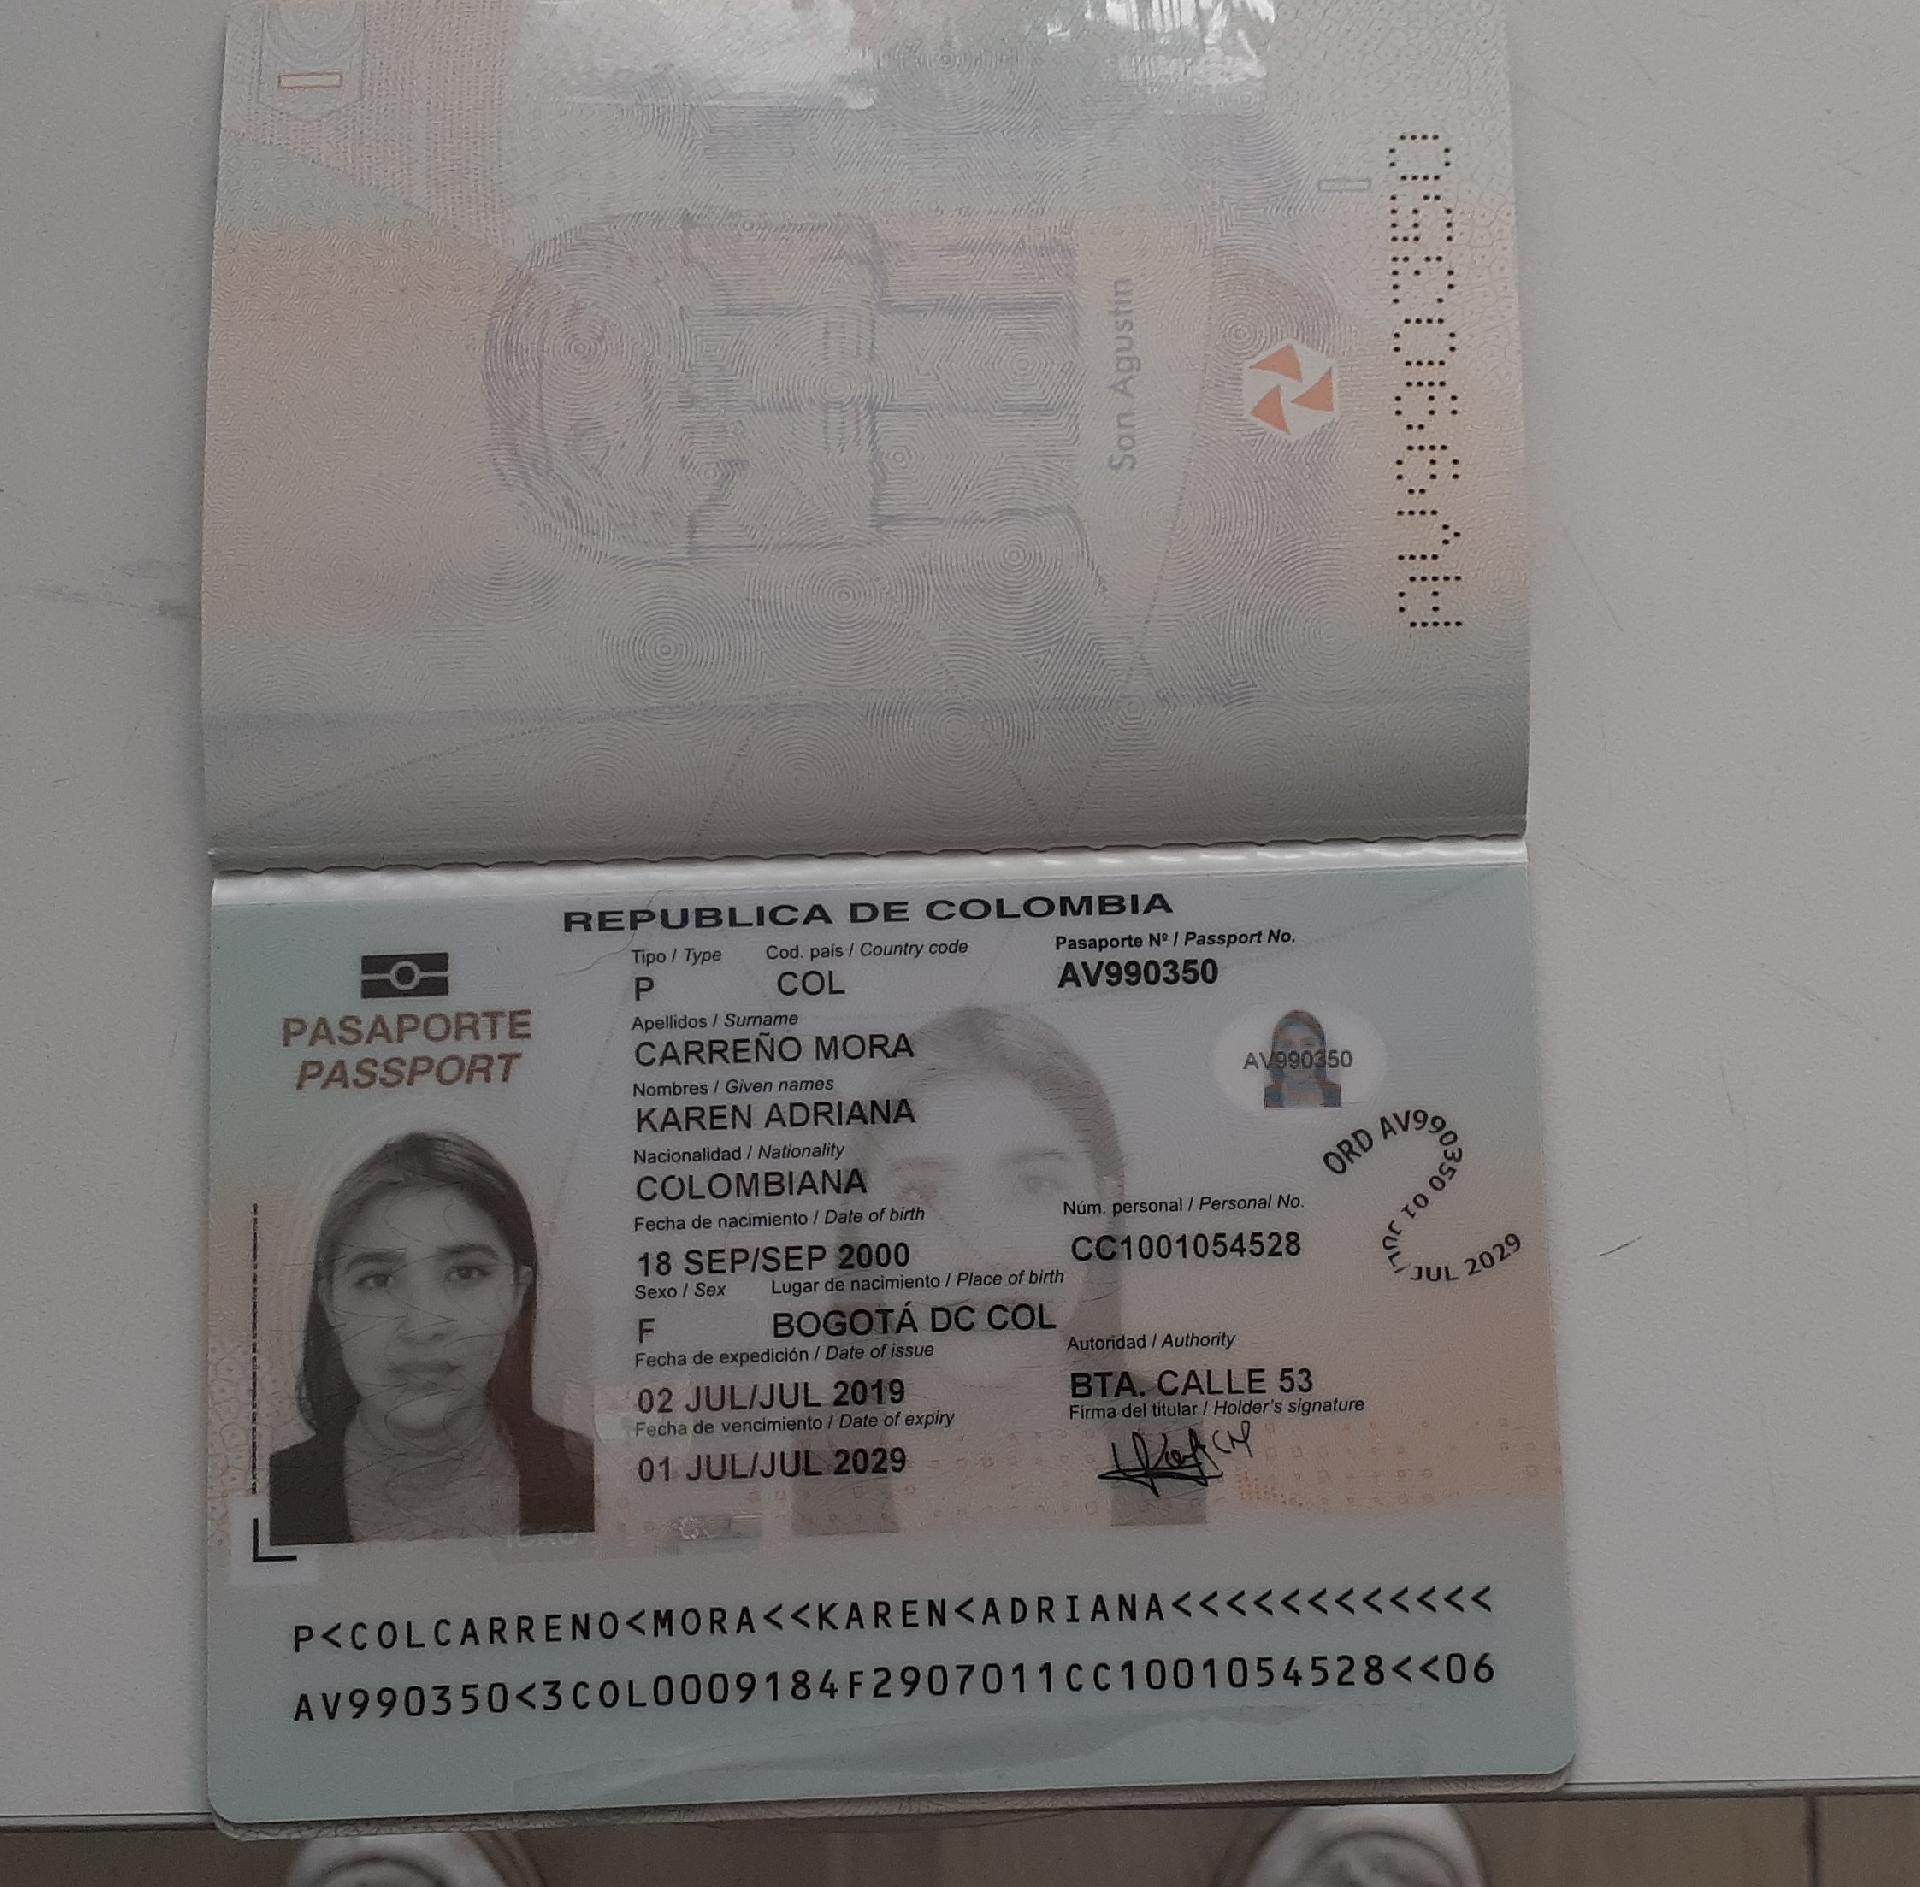 San Agustín
AV990350
REPUBLICA DE COLOMBIA
PASAPORTE
PASSPORT
Tipo / Type
Cod. país / Country code
Pasaporte Nº / Passport No.
P
COL
AV990350
Apellidos / Surname
CARREÑO MORA
Nombres / Given names
KAREN ADRIANA
AV990350
Nacionalidad / Nationality
COLOMBIANA
ORD AV990350 01 JUL/JUL 2029
Fecha de nacimiento / Date of birth
Núm. personal / Personal No.
18 SEP/SEP 2000
CC1001054528
Sexo / Sex
Lugar de nacimiento / Place of birth
F
BOGOTÁ DC COL
Fecha de expedición / Date of issue
Autoridad / Authority
02 JUL/JUL 2019
BTA. CALLE 53
Fecha de vencimiento / Date of expiry
Firma del titular / Holder's signature
01 JUL/JUL 2029
P<COLCARRENO<MORA<<KAREN<ADRIANA<<<<<<<<<<<<
AV990350<3COL0009184F2907011CC1001054528<<06